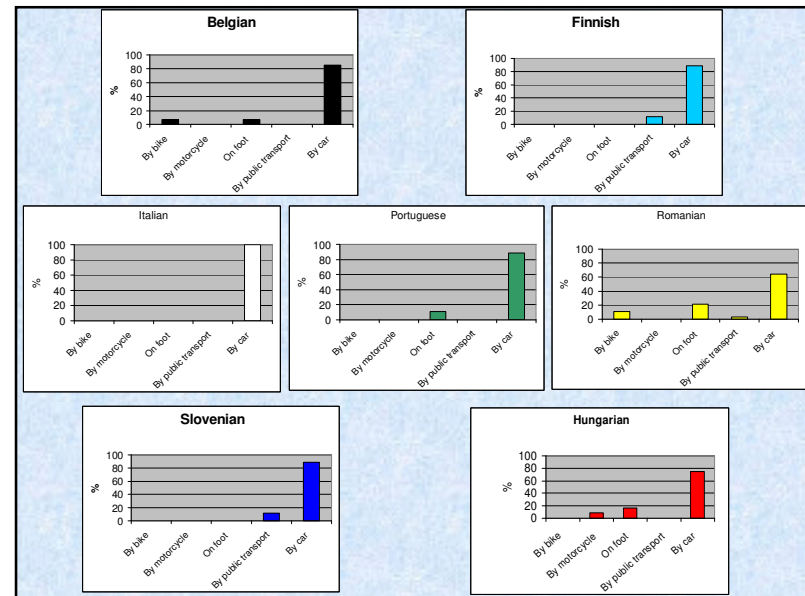 Belgian
100
80
60
40
20
0
%
By bike
By motorcycle
On foot
By public transport
By car
Finnish
100
80
60
40
20
0
%
By bike
By motorcycle
On foot
By public transport
By car
Italian
100
80
60
40
20
0
%
By bike
By motorcycle
On foot
By public transport
By car
Portuguese
100
80
60
40
20
0
%
By bike
By motorcycle
On foot
By public transport
By car
Romanian
100
80
60
40
20
0
%
By bike
By motorcycle
On foot
By public transport
By car
Slovenian
100
80
60
40
20
0
%
By bike
By motorcycle
On foot
By public transport
By car
Hungarian
100
80
60
40
20
0
%
By bike
By motorcycle
On foot
By public transport
By car